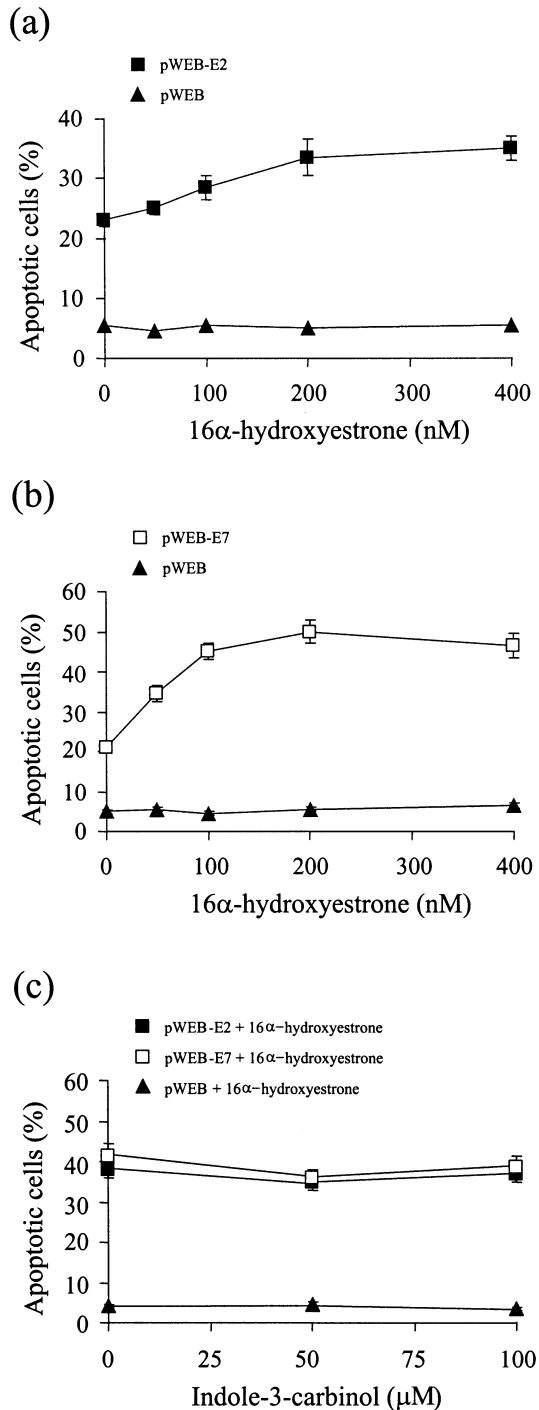 (a)
pWEB-E2
pWEB
40
30
20
10
0
Apoptotic cells (%)
0 100 200 300 400
16α-hydroxyestrone (nM)
(b)
pWEB-E7
pWEB
60
50
40
30
20
10
0
Apoptotic cells (%)
0 100 200 300 400
16α-hydroxyestrone (nM)
(c)
pWEB-E2 + 16α-hydroxyestrone
pWEB-E7 + 16α-hydroxyestrone
pWEB + 16α-hydroxyestrone
60
50
40
30
20
10
0
Apoptotic cells (%)
0 25 50 75 100
Indole-3-carbinol (μM)